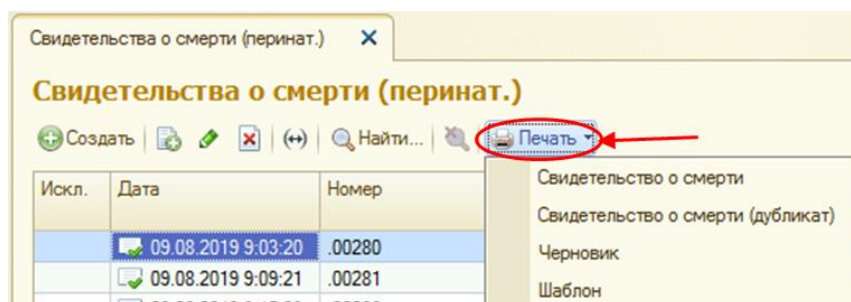 Свидетельства о смерти (перинат.)
Свидетельства о смерти (перинат.)
Создать Найти... Печать
Искл. Дата Номер
09.08.2019 9:03:20 .00280
09.08.2019 9:09:21 .00281
Свидетельство о смерти
Свидетельство о смерти (дубликат)
Черновик
Шаблон